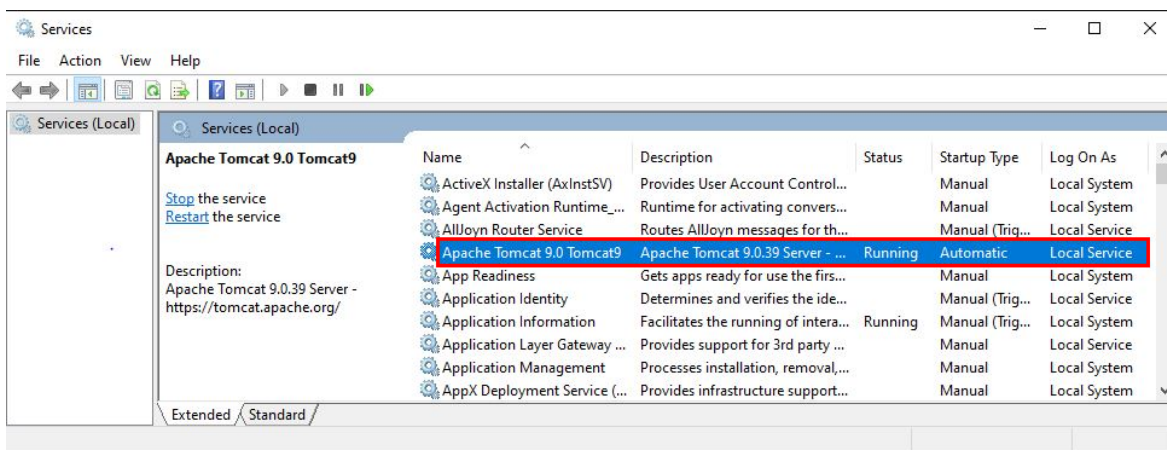 Services
File Action View Help
Services (Local)
Services (Local)
Apache Tomcat 9.0 Tomcat9
Stop the service
Restart the service
Description:
Apache Tomcat 9.0.39 Server -
https://tomcat.apache.org/
Name Description Status Startup Type Log On As
ActiveX Installer (AxInstSV) Provides User Account Control... Manual Local System
Agent Activation Runtime_... Runtime for activating convers... Manual Local System
AllJoyn Router Service Routes AllJoyn messages for th... Manual (Trig... Local Service
Apache Tomcat 9.0 Tomcat9 Apache Tomcat 9.0.39 Server - ... Running Automatic Local Service
App Readiness Gets apps ready for use the firs... Manual Local System
Application Identity Determines and verifies the ide... Manual (Trig... Local Service
Application Information Facilitates the running of intera... Running Manual (Trig... Local System
Application Layer Gateway ... Provides support for 3rd party ... Manual Local Service
Application Management Processes installation, removal,... Manual Local System
AppX Deployment Service (... Provides infrastructure support... Manual Local System
Extended Standard